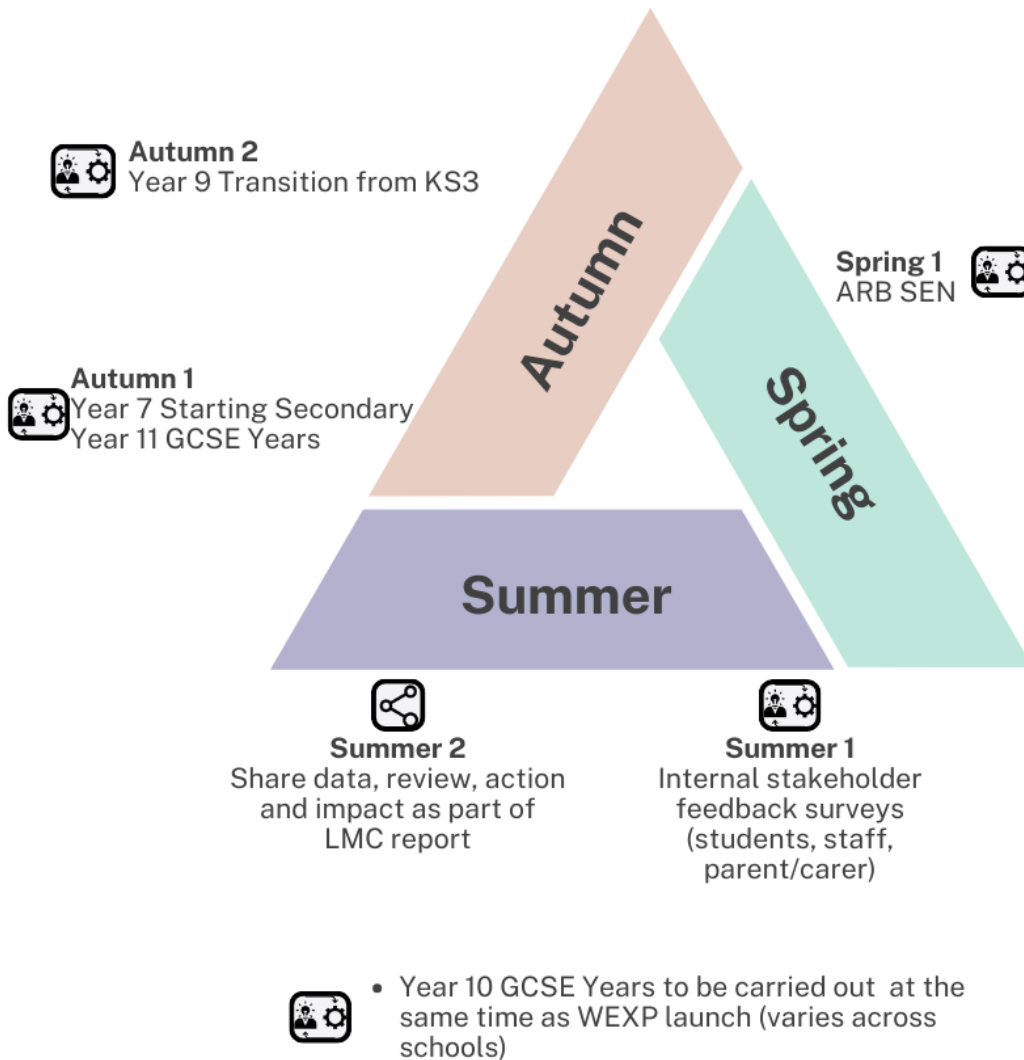 Autumn 2
Year 9 Transition from KS3
Autumn
Spring 1
ARB SEN
Autumn 1
Year 7 Starting Secondary
Year 11 GCSE Years
Spring
Summer
Summer 2
Share data, review, action
and impact as part of
LMC report
Summer 1
Internal stakeholder
feedback surveys
(students, staff,
parent/carer)
• Year 10 GCSE Years to be carried out  at the
same time as WEXP launch (varies across
schools)